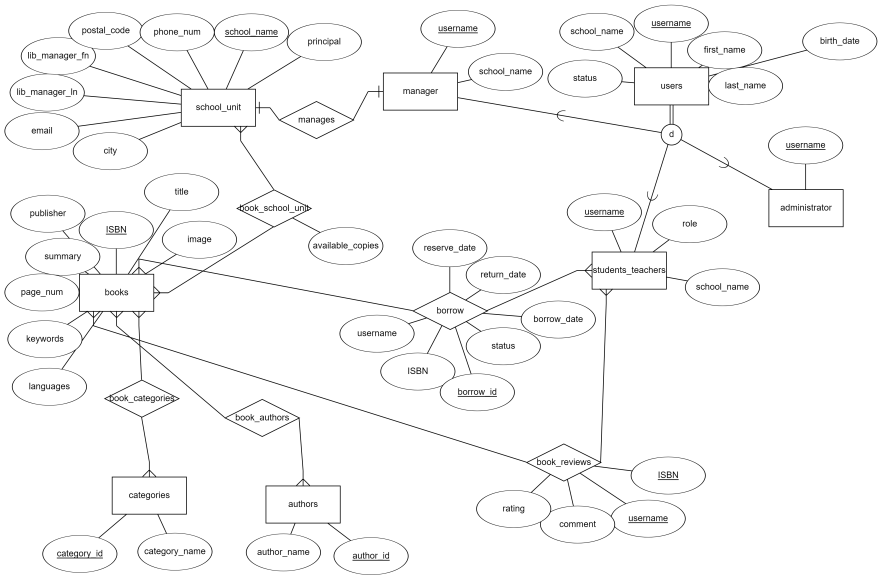 postal_code
phone_num
school_name
principal
lib_manager_fn
lib_manager_ln
email
city
school_unit
manages
username
school_name
manager
school_name
username
first_name
birth_date
status
last_name
users
d
username
administrator
title
publisher
ISBN
image
summary
page_num
books
keywords
languages
book_school_unit
available_copies
username
role
students_teachers
school_name
reserve_date
return_date
borrow
borrow_date
username
status
ISBN
borrow_id
book_categories
book_authors
book_reviews
ISBN
rating
comment
username
categories
authors
category_id
category_name
author_name
author_id